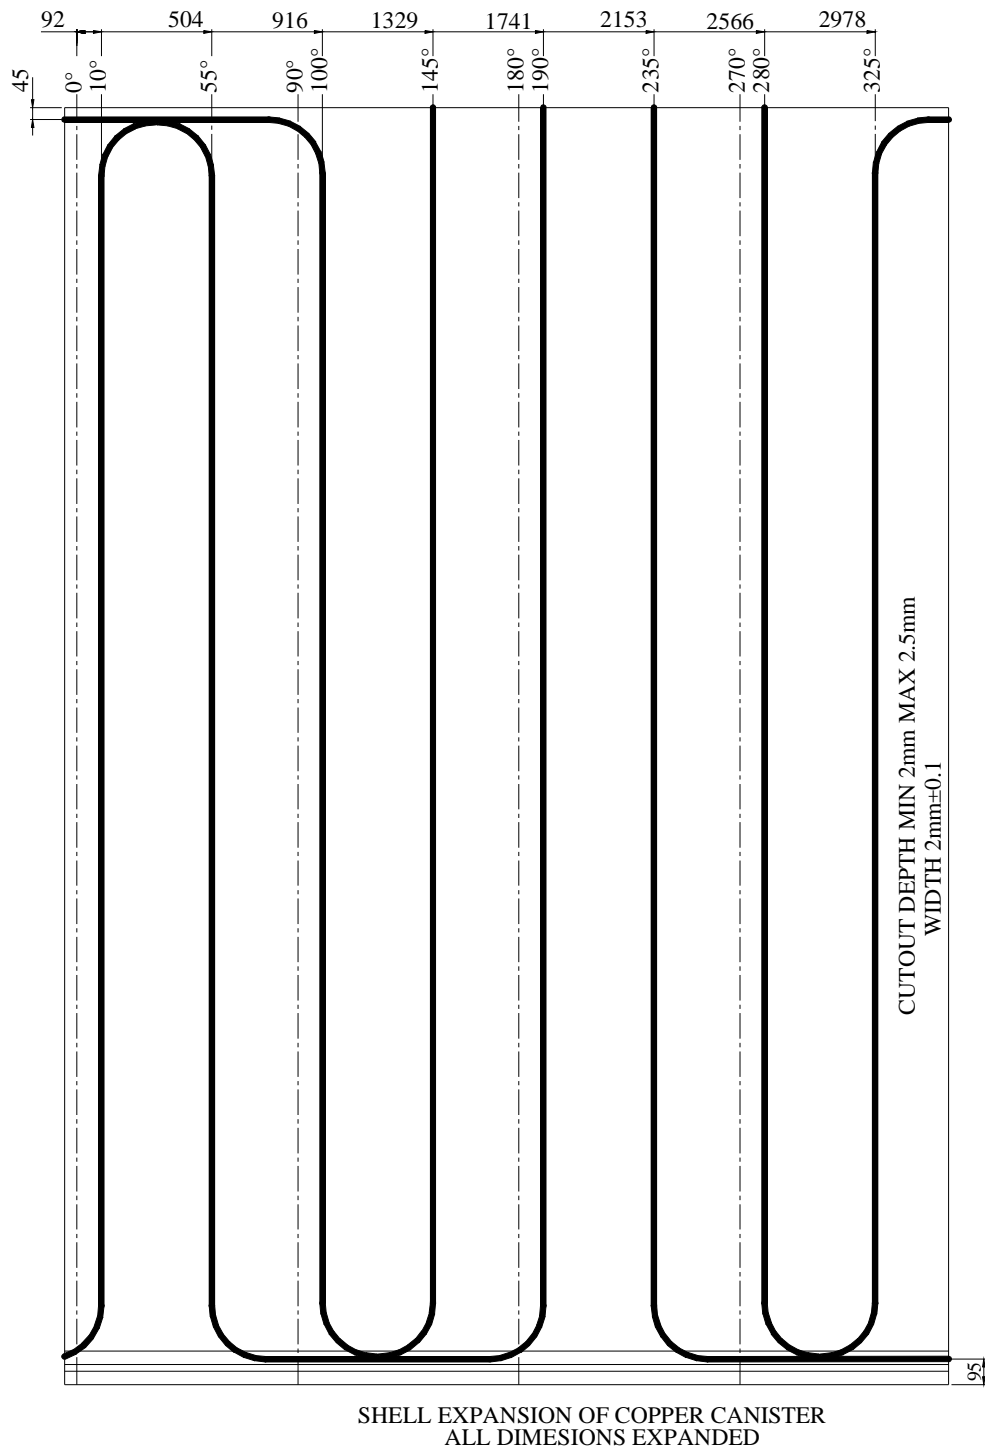 92 504 916 1329 1741 2153 2566 2978
45
0° 10° 55° 90° 100° 145° 180° 190° 235° 270° 280° 325°
CUTOUT DEPTH MIN 2mm MAX 2.5mm
WIDTH 2mm±0.1
95
SHELL EXPANSION OF COPPER CANISTER
ALL DIMESIONS EXPANDED